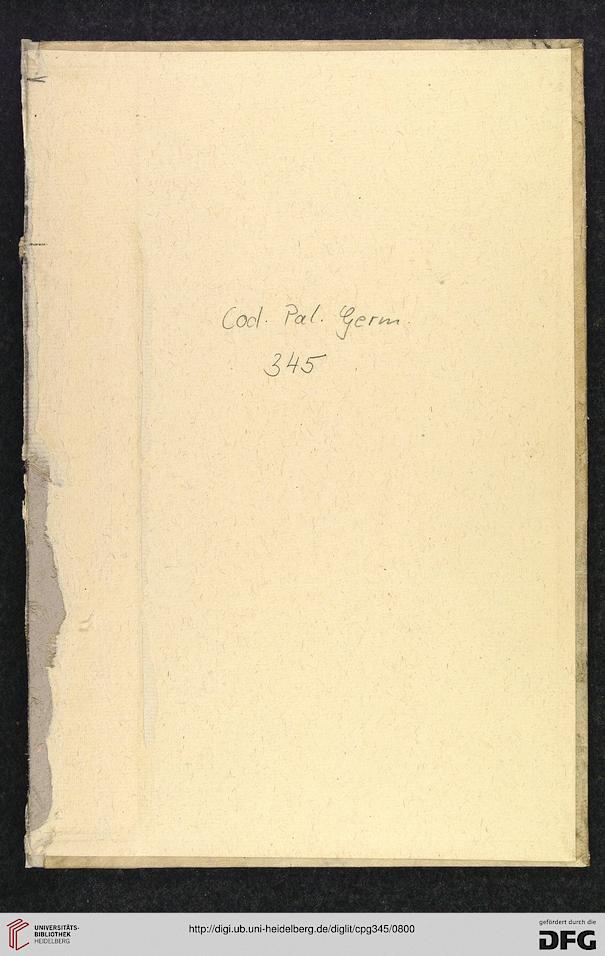 Cod. Pal. Germ.
345
UNIVERSITÄTS-
BIBLIOTHEK
HEIDELBERG
http://digi.ub.uni-heidelberg.de/diglit/cpg345/0800
gefördert durch die
DFG